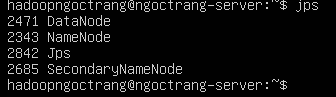 hadoopngoctrang@ngoctrang-server:~$ jps
2471 DataNode
2343 NameNode
2842 Jps
2685 SecondaryNameNode
hadoopngoctrang@ngoctrang-server:~$